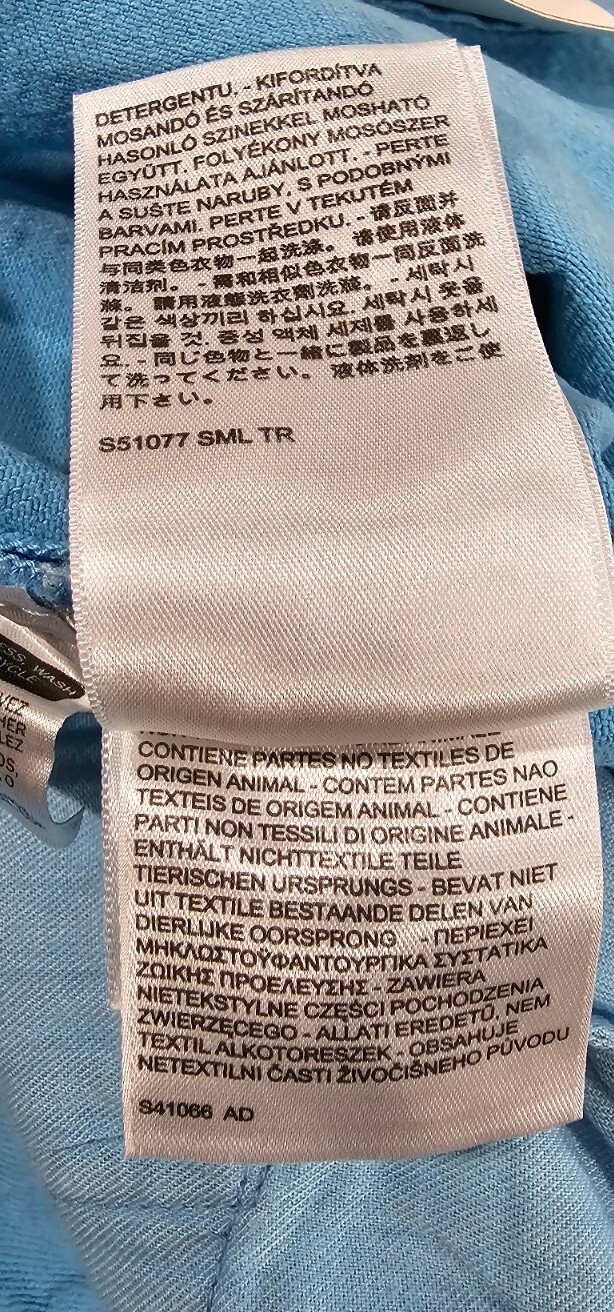 DETERGENTU. - KIFORDÍTVA
MOSANDÓ ÉS SZÁRÍTANDÓ
HASONLÓ SZINEKKEL MOSHATÓ
EGYÜTT. FOLYÉKONY MOSÓSZER
HASZNÁLATA AJÁNLOTT. - PERTE
A SUŠTE NARUBY, S PODOBNÝMI
BARVAMI. PERTE V TEKUTÉM
PRACÍM PROSTŘEDKU. - 请反面并
与同类色衣物一起洗涤。 请使用液体
清洁剂。 - 需和相似色衣物一同反面洗
滌。 請用液態洗衣劑洗滌。 - 세탁시
같은 색상끼리 하십시요. 세탁시 옷을
뒤집을 것. 중성 액체 세제를 사용하세
요. - 同じ色物と一緒に製品を裏返し
て洗ってください。 液体洗剤をご使
用下さい。
S51077 SML TR
ESS, WASH
CYCLE
VEZ
HER
LEZ
OS,
O
CONTIENE PARTES NO TEXTILES DE
ORIGEN ANIMAL - CONTEM PARTES NAO
TEXTEIS DE ORIGEM ANIMAL - CONTIENE
PARTI NON TESSILI DI ORIGINE ANIMALE -
ENTHÄLT NICHTTEXTILE TEILE
TIERISCHEN URSPRUNGS - BEVAT NIET
UIT TEXTILE BESTAANDE DELEN VAN
DIERLIJKE OORSPRONG - ΠΕΡΙΕΧΕΙ
ΜΗΚΛΩΣΤΟΫΦΑΝΤΟΥΡΓΙΚΑ ΣΥΣΤΑΤΙΚΑ
ΖΩΙΚΗΣ ΠΡΟΕΛΕΥΣΗΣ - ZAWIERA
NIETEKSTYLNE CZĘŚCI POCHODZENIA
ZWIERZĘCEGO - ÁLLATI EREDETŰ, NEM
TEXTIL ALKOTÓRÉSZEK - OBSAHUJE
NETEXTILNÍ ČÁSTI ŽIVOČIŠNÉHO PŮVODU
S41066 AD